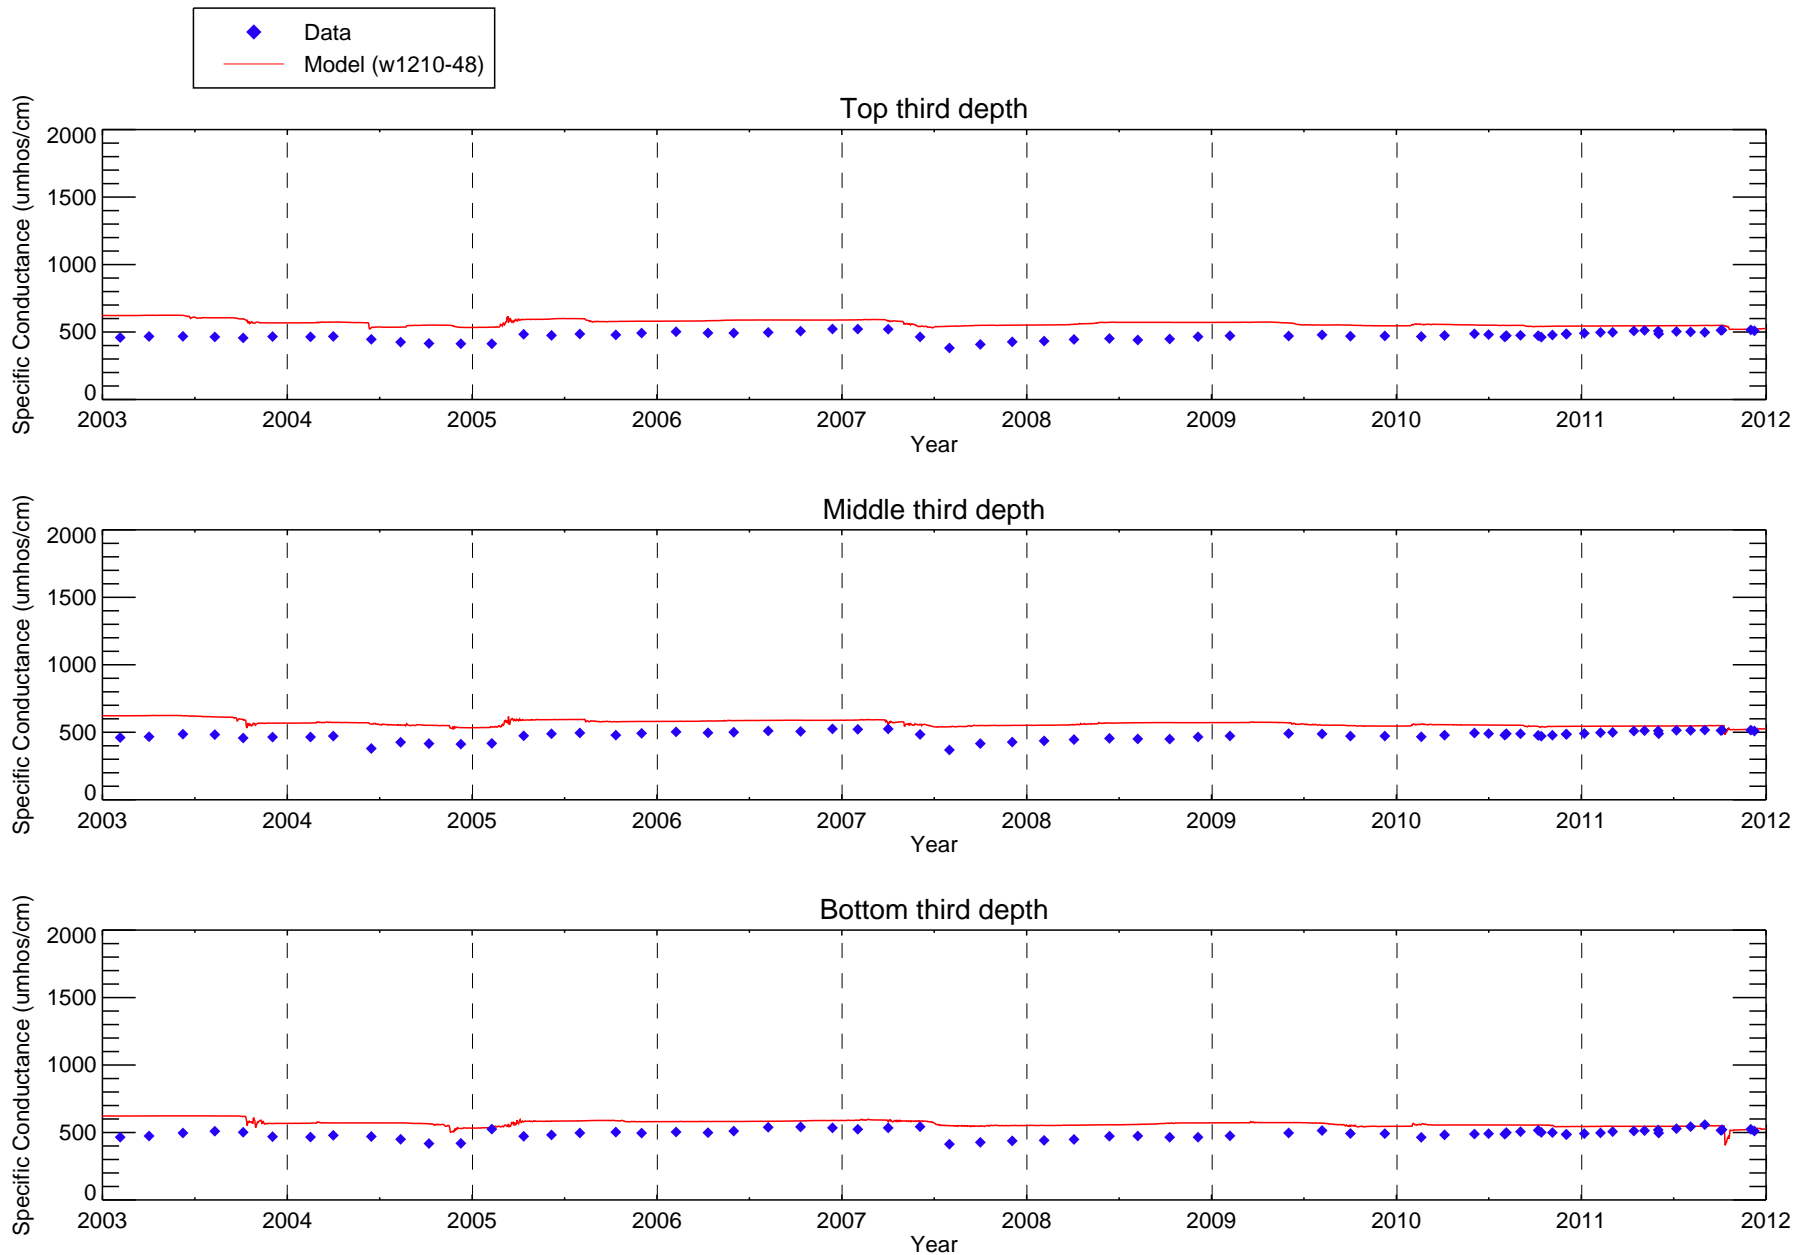 Data
Model (w1210-48)
Top third depth
Specific Conductance (umhos/cm)
2000
1500
1000
500
0
2003 2004 2005 2006 2007 2008 2009 2010 2011 2012
Year
Middle third depth
Specific Conductance (umhos/cm)
2000
1500
1000
500
0
2003 2004 2005 2006 2007 2008 2009 2010 2011 2012
Year
Bottom third depth
Specific Conductance (umhos/cm)
2000
1500
1000
500
0
2003 2004 2005 2006 2007 2008 2009 2010 2011 2012
Year